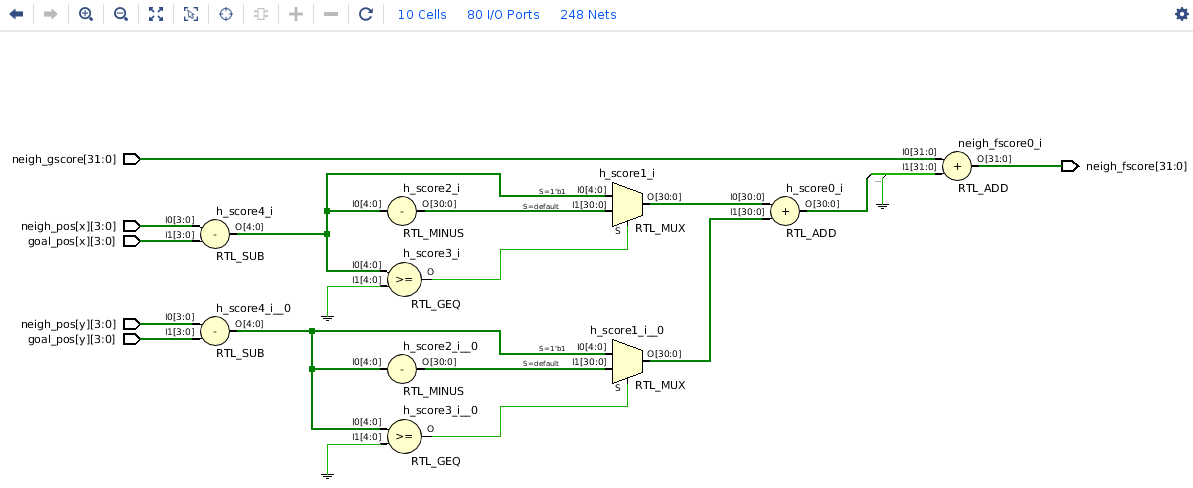 10 Cells 80 I/O Ports 248 Nets
neigh_fscore0_i
neigh_gscore[31:0]
I0[31:0]
I1[31:0]
+
O[31:0]
neigh_fscore[31:0]
RTL_ADD
h_score1_i
h_score2_i
S=1'b1
I0[4:0]
S=default
I1[30:0]
O[30:0]
S
RTL_MUX
I0[4:0]
-
O[30:0]
RTL_MINUS
h_score0_i
I0[30:0]
I1[30:0]
+
O[30:0]
RTL_ADD
h_score4_i
neigh_pos[x][3:0]
goal_pos[x][3:0]
I0[3:0]
I1[3:0]
-
O[4:0]
RTL_SUB
h_score3_i
I0[4:0]
I1[4:0]
>=
O
RTL_GEQ
h_score4_i__0
neigh_pos[y][3:0]
goal_pos[y][3:0]
I0[3:0]
I1[3:0]
-
O[4:0]
RTL_SUB
h_score1_i__0
h_score2_i__0
S=1'b1
I0[4:0]
S=default
I1[30:0]
O[30:0]
S
RTL_MUX
I0[4:0]
-
O[30:0]
RTL_MINUS
h_score3_i__0
I0[4:0]
I1[4:0]
>=
O
RTL_GEQ